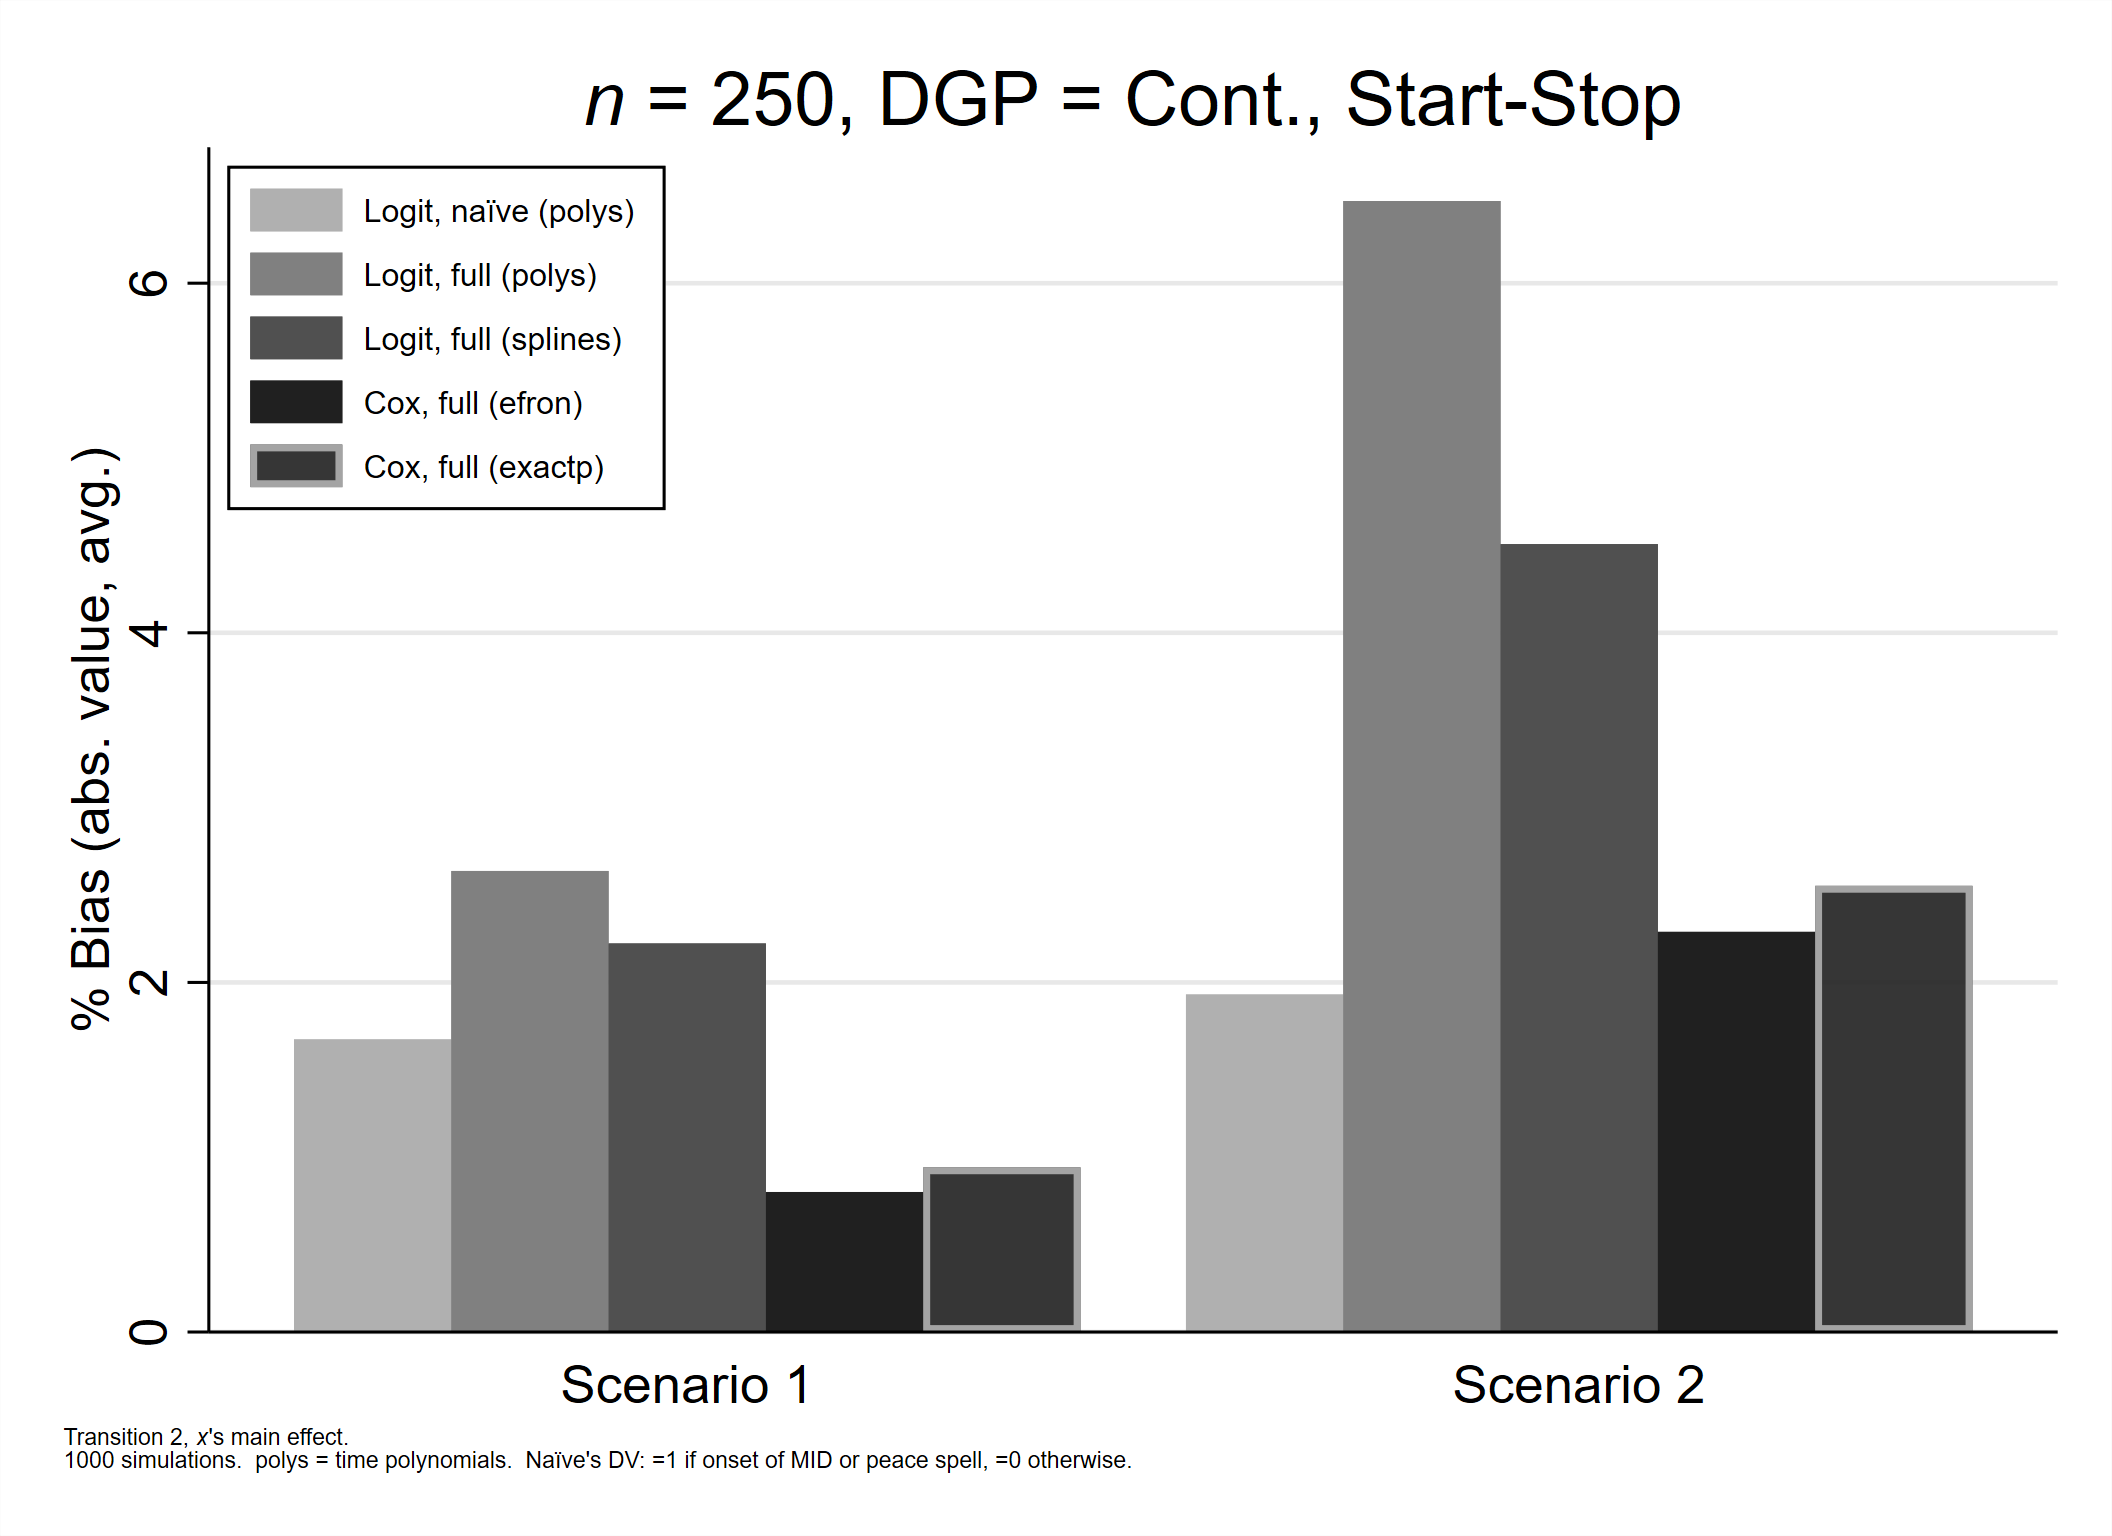 n = 250, DGP = Cont., Start-Stop
Logit, naïve (polys)
Logit, full (polys)
Logit, full (splines)
Cox, full (efron)
Cox, full (exactp)
% Bias (abs. value, avg.)
6
4
2
0
Scenario 1
Scenario 2
Transition 2, x's main effect.
1000 simulations.  polys = time polynomials.  Naïve's DV: =1 if onset of MID or peace spell, =0 otherwise.